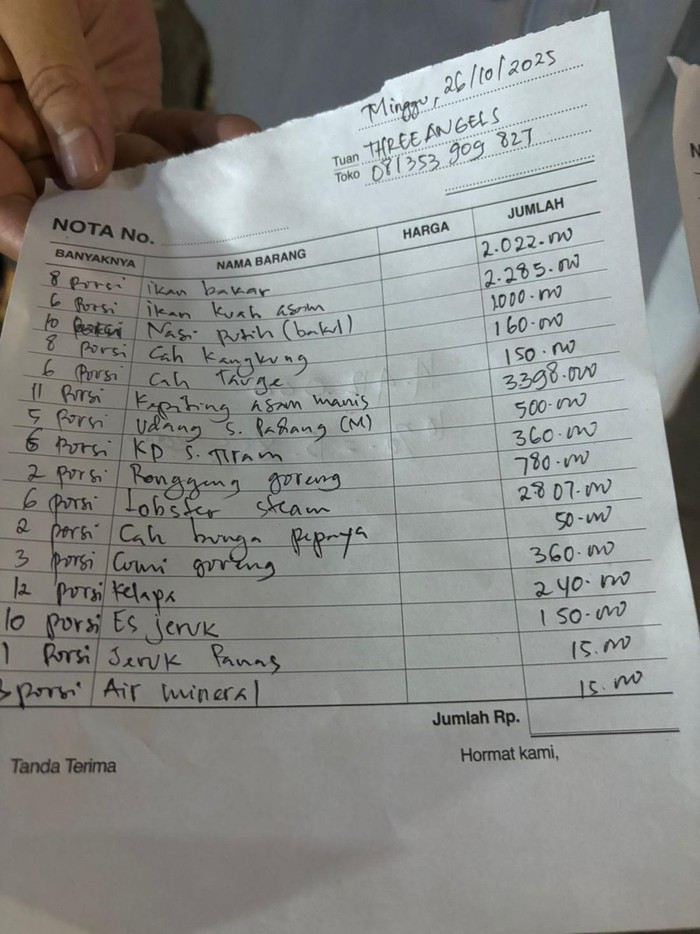 Minggu, 26/10/2025
Tuan THREE ANGELS
Toko 081353 909 827
NOTA No.
BANYAKNYA NAMA BARANG HARGA JUMLAH
8 Porsi ikan bakar 2.022.000
6 Porsi ikan kuah asam 2.285.000
10 Nasi putih (bakul) 1000.000
8 Porsi Cah kangkung 160.000
6 Porsi Cah Tauge 150.000
11 Porsi Kepiting asam manis 3398.000
5 Porsi Udang S. Padang (M) 500.000
6 Porsi KP S. Tiram 360.000
2 Porsi Ronggeng goreng 780.000
6 porsi Lobster steam 2.807.000
2 porsi Cah bunga pepaya 50.000
3 porsi Cumi goreng 360.000
12 porsi Kelapa 240.000
10 porsi Es jeruk 150.000
1 Porsi Jeruk Panas 15.000
3 porsi Air mineral 15.000
Jumlah Rp.
Tanda Terima Hormat kami,